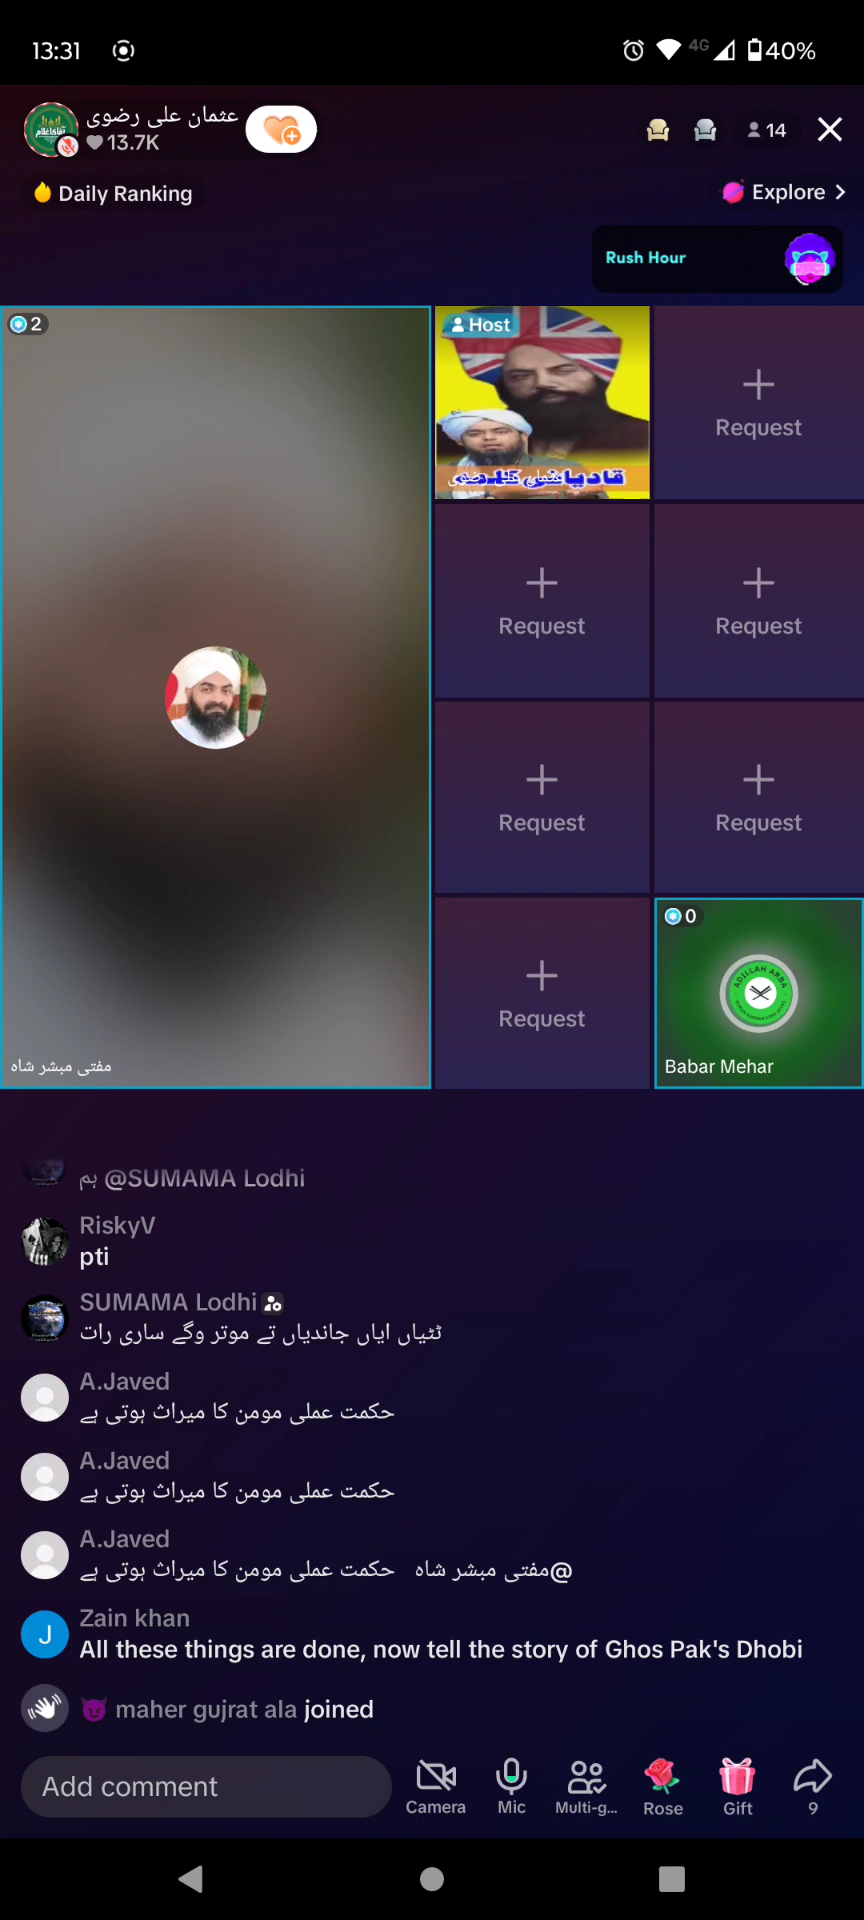 13:31
4G
40%
عثمان علی رضوی
13.7K
14
Daily Ranking
Explore
Rush Hour
2
Host
Request
قادیانی
Request
Request
Request
Request
Request
0
ADILLAH ARBA
Babar Mehar
مفتی مبشر شاہ
ہم @SUMAMA Lodhi
RiskyV
pti
SUMAMA Lodhi
ٹٹیاں ایاں جاندیاں تے موتر وگے ساری رات
A.Javed
حکمت عملی مومن کا میراث ہوتی ہے
A.Javed
حکمت عملی مومن کا میراث ہوتی ہے
A.Javed
@مفتی مبشر شاہ حکمت عملی مومن کا میراث ہوتی ہے
J
Zain khan
All these things are done, now tell the story of Ghos Pak's Dhobi
maher gujrat ala joined
Add comment
Camera
Mic
Multi-g...
Rose
Gift
9